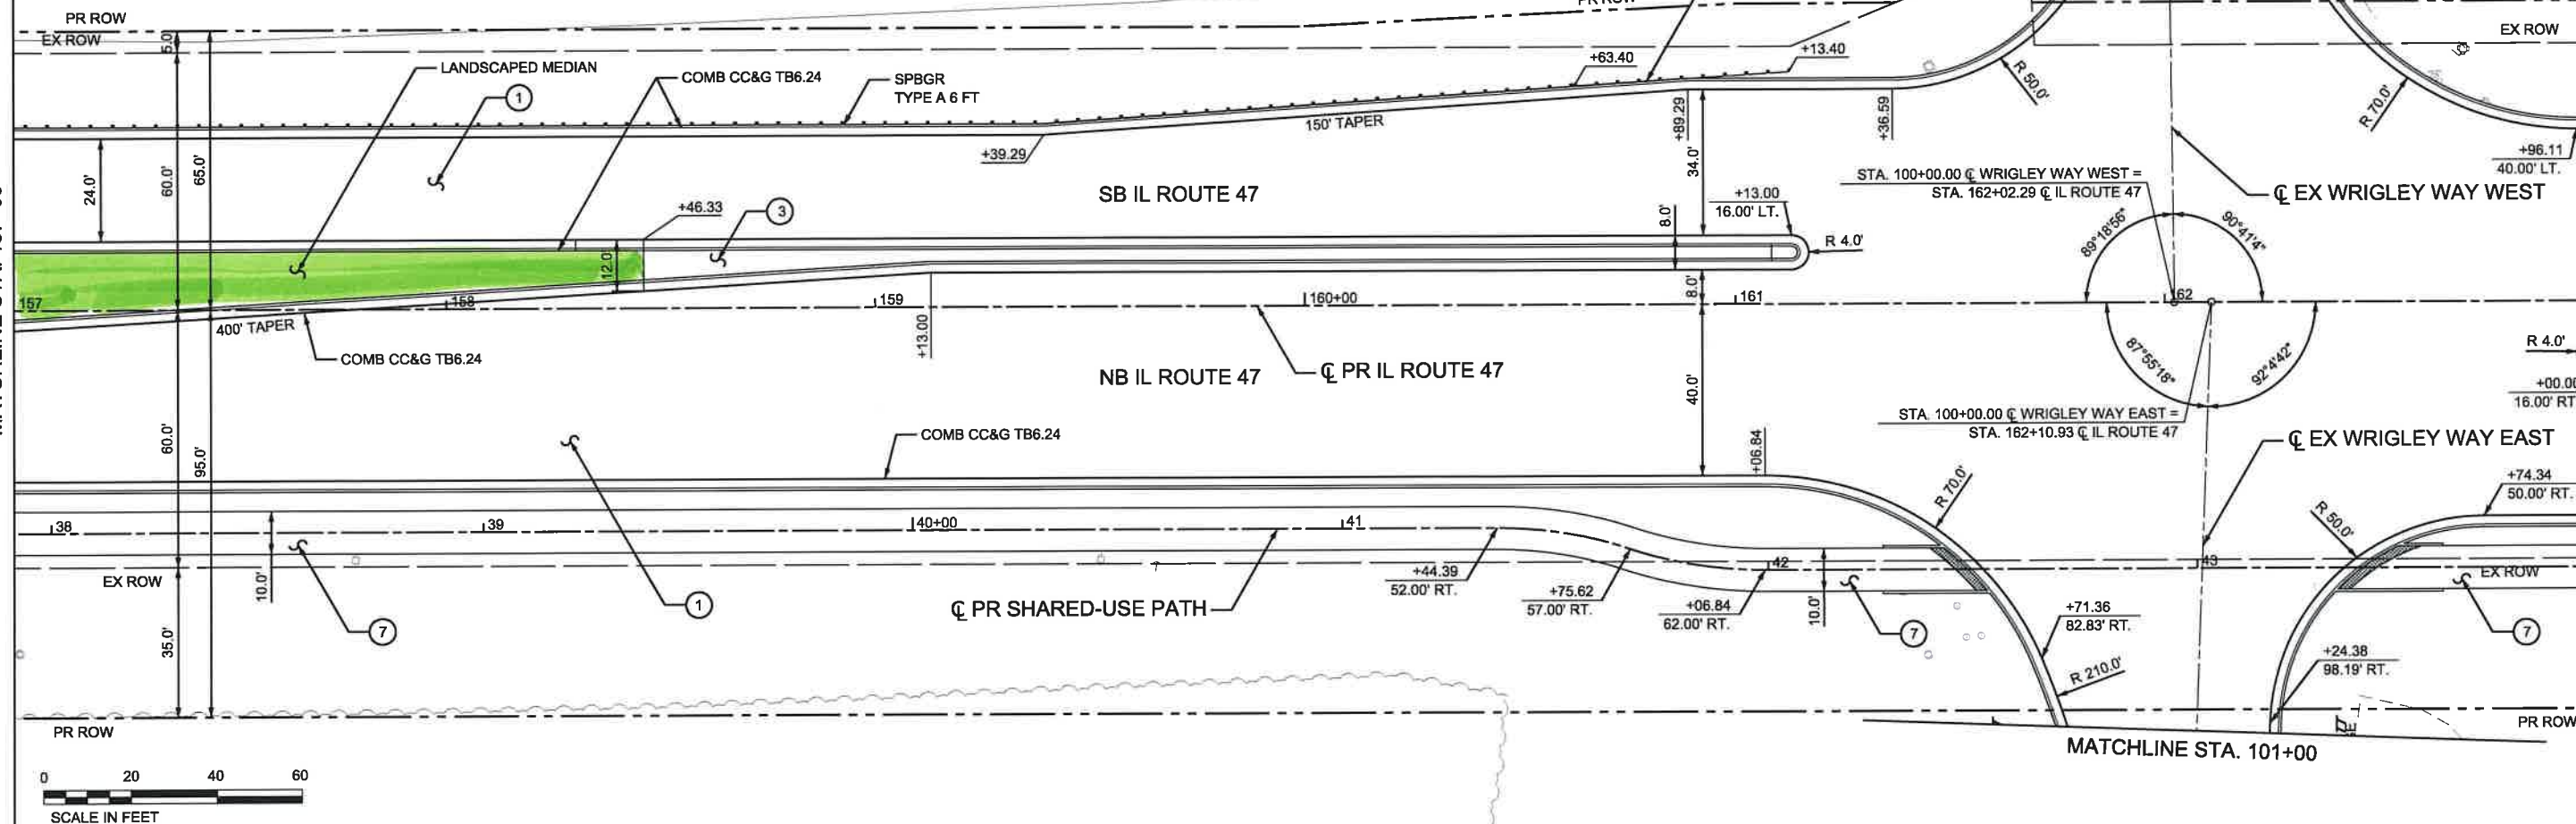 PR ROW
EX ROW
5.0'
LANDSCAPED MEDIAN
1
COMB CC&G TB6.24
SPBGR
TYPE A 6 FT
+63.40
+13.40
EX ROW
R 50.0'
R 70.0'
150' TAPER
+39.29
+89.29
+36.59
24.0'
60.0'
65.0'
34.0'
+96.11
40.00' LT.
STA. 100+00.00 ℄ WRIGLEY WAY WEST =
STA. 162+02.29 ℄ IL ROUTE 47
℄ EX WRIGLEY WAY WEST
SB IL ROUTE 47
+46.33
3
+13.00
16.00' LT.
8.0'
R 4.0'
89°18'56"
90°41'4"
12.0'
157
158
159
160+00
161
162
8.0'
400' TAPER
COMB CC&G TB6.24
+13.00
NB IL ROUTE 47
℄ PR IL ROUTE 47
87°55'18"
92°4'42"
R 4.0'
16.00' RT
40.0'
STA. 100+00.00 ℄ WRIGLEY WAY EAST =
STA. 162+10.93 ℄ IL ROUTE 47
℄ EX WRIGLEY WAY EAST
60.0'
95.0'
COMB CC&G TB6.24
+06.84
R 70.0'
+74.34
50.00' RT.
R 50.0'
38
39
40+00
41
42
43
EX ROW
10.0'
EX ROW
+44.39
52.00' RT.
+75.62
57.00' RT.
+06.84
62.00' RT.
10.0'
℄ PR SHARED-USE PATH
1
7
7
7
35.0'
+71.36
82.83' RT.
+24.38
98.19' RT.
R 210.0'
PR ROW
PR ROW
MATCHLINE STA. 101+00
0 20 40 60
SCALE IN FEET